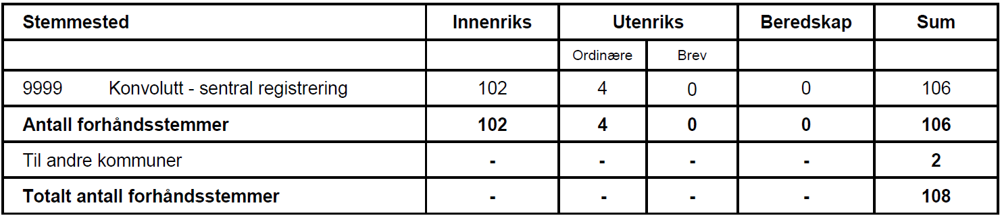 Stemmested Innenriks Utenriks Beredskap Sum
Ordinære Brev
9999 Konvolutt - sentral registrering 102 4 0 0 106
Antall forhåndsstemmer 102 4 0 0 106
Til andre kommuner - - - - 2
Totalt antall forhåndsstemmer - - - - 108